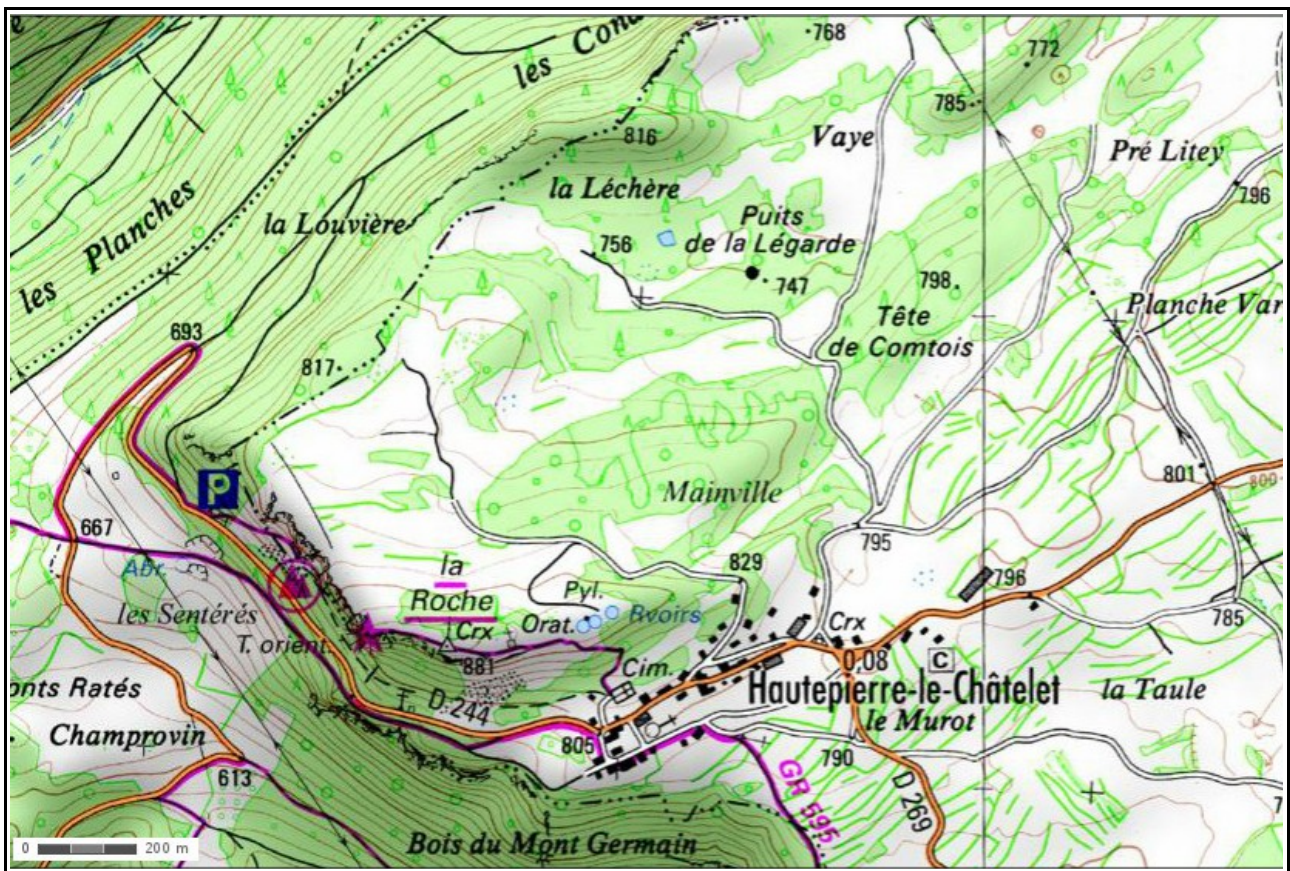 les Cond
768
772
785
816
Vaye
Pré Litey
la Léchère
796
les Planches
la Louvière
Puits
de la Légarde
756
747
798
Planche Var
Tête
de Comtois
693
817
801
800
P
Mainville
667
795
la
Roche
829
796
Abr.
Pyl.
785
les Sentérés
Crx
Orat.
Rvoirs
Crx
T. orient.
881
Cim.
0,08
C
onts Ratés
D. 244
Hautepierre-le-Châtelet
la Taule
Champrovin
805
le Murot
790
613
GR 595
D 269
7
Bois du Mont Germain
0
200 m